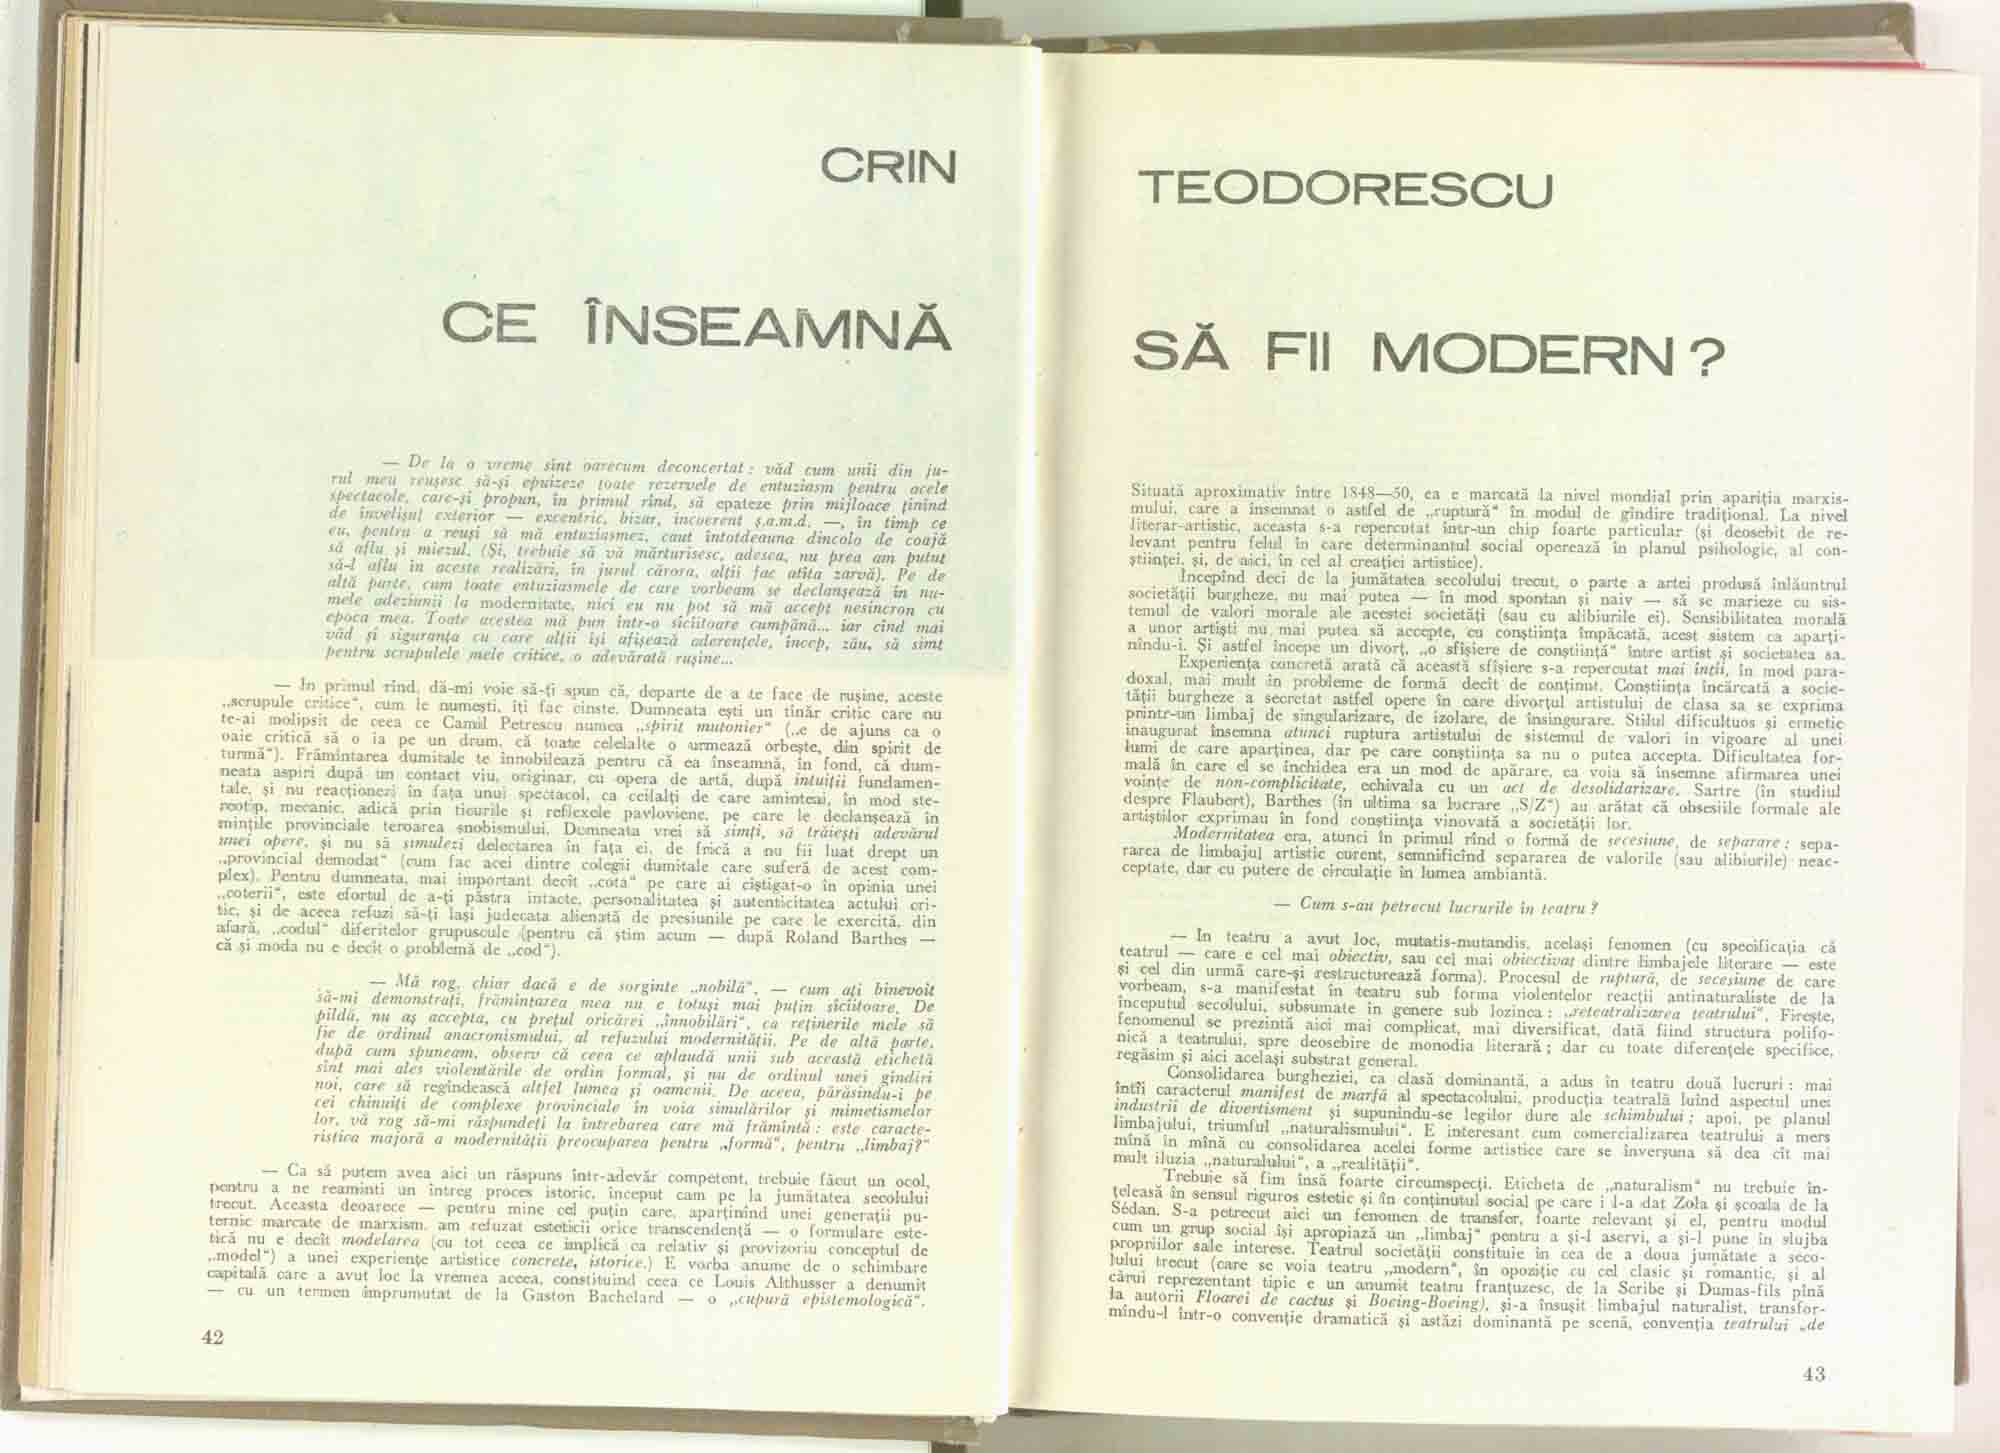 CRIN
CE ÎNSEAMNĂ
— De la o vreme sînt oarecum deconcertat : văd cum unii din ju-
rul meu reușesc să-și epuizeze toate rezervele de entuziasm pentru acele
spectacole, care-și propun, în primul rînd, să epateze prin mijloace ținînd
de învelișul exterior — excentric, bizar, incoerent ș.a.m.d. —, în timp ce
eu, pentru a reuși să mă entuziasmez, caut întotdeauna dincolo de coajă
să aflu și miezul. (Și, trebuie să vă mărturisesc, adesea, nu prea am putut
să-l aflu în aceste realizări, în jurul cărora, alții fac atîta zarvă). Pe de
altă parte, cum toate entuziasmele de care vorbeam se declanșează în nu-
mele adeziunii la modernitate, nici eu nu pot să mă accept nesincron cu
epoca mea. Toate acestea mă pun într-o sîcîitoare cumpănă... iar cînd mai
văd și siguranța cu care alții își afișează aderențele, încep, zău, să simt
pentru scrupulele mele critice, o adevărată rușine...
— In primul rînd, dă-mi voie să-ți spun că, departe de a te face de rușine, aceste
„scrupule critice“, cum le numești, îți fac cinste. Dumneata ești un tînăr critic care nu
te-ai molipsit de ceea ce Camil Petrescu numea „spirit mutonier“ („e de ajuns ca o
oaie critică să o ia pe un drum, că toate celelalte o urmează orbește, din spirit de
turmă“). Frămîntarea dumitale te înnobilează pentru că ea înseamnă, în fond, că dum-
neata aspiri după un contact viu, originar, cu opera de artă, după intuiții fundamen-
tale, și nu reacționezi în fața unui spectacol, ca ceilalți de care aminteai, în mod ste-
reotip, mecanic, adică prin ticurile și reflexele pavloviene, pe care le declanșează în
mințile provinciale teroarea snobismului. Dumneata vrei să simți, să trăiești adevărul
unei opere, și nu să simulezi delectarea în fața ei, de frică a nu fii luat drept un
„provincial demodat“ (cum fac acei dintre colegii dumitale care suferă de acest com-
plex). Pentru dumneata, mai important decît „cota“ pe care ai cîștigat-o în opinia unei
„coterii“, este efortul de a-ți păstra intacte, personalitatea și autenticitatea actului cri-
tic, și de aceea refuzi să-ți lași judecata alienată de presiunile pe care le exercită, din
afară, „codul“ diferitelor grupuscule (pentru că știm acum — după Roland Barthes —
că și moda nu e decît o problemă de „cod“).
— Mă rog, chiar dacă e de sorginte „nobilă“, — cum ați binevoit
să-mi demonstrați, frămîntarea mea nu e totuși mai puțin sîcîitoare. De
pildă, nu aș accepta, cu prețul oricărei „înnobilări“, ca reținerile mele să
fie de ordinul anacronismului, al refuzului modernității. Pe de altă parte,
după cum spuneam, observ că ceea ce aplaudă unii sub această etichetă
sînt mai ales violentările de ordin formal, și nu de ordinul unei gîndiri
noi, care să regîndească altfel lumea și oamenii. De aceea, părăsindu-i pe
cei chinuiți de complexe provinciale în voia simulărilor și mimetismelor
lor, vă rog să-mi răspundeți la întrebarea care mă frămîntă : este caracte-
ristica majoră a modernității preocuparea pentru „formă“, pentru „limbaj?“
— Ca să putem avea aici un răspuns într-adevăr competent, trebuie făcut un ocol,
pentru a ne reaminti un întreg proces istoric, început cam pe la jumătatea secolului
trecut. Aceasta deoarece — pentru mine cel puțin care, aparținînd unei generații pu-
ternic marcate de marxism, am refuzat esteticii orice transcendență — o formulare este-
tică nu e decît modelarea (cu tot ceea ce implică ca relativ și provizoriu conceptul de
„model“) a unei experiențe artistice concrete, istorice.) E vorba anume de o schimbare
capitală care a avut loc la vremea aceea, constituind ceea ce Louis Althusser a denumit
— cu un termen împrumutat de la Gaston Bachelard — o „cupură epistemologică“.
42
TEODORESCU
SĂ FII MODERN ?
Situată aproximativ între 1848—50, ea e marcată la nivel mondial prin apariția marxis-
mului, care a însemnat o astfel de „ruptură“ în modul de gîndire tradițional. La nivel
literar-artistic, aceasta s-a repercutat într-un chip foarte particular (și deosebit de re-
levant pentru felul în care determinantul social operează în planul psihologic, al con-
științei, și, de aici, în cel al creației artistice).
Incepînd deci de la jumătatea secolului trecut, o parte a artei produsă înlăuntrul
societății burgheze, nu mai putea — în mod spontan și naiv — să se marieze cu sis-
temul de valori morale ale acestei societăți (sau cu alibiurile ei). Sensibilitatea morală
a unor artiști nu mai putea să accepte, cu conștiința împăcată, acest sistem ca aparți-
nîndu-i. Și astfel începe un divorț, „o sfîșiere de conștiință“ între artist și societatea sa.
Experiența concretă arată că această sfîșiere s-a repercutat mai întîi, în mod para-
doxal, mai mult în probleme de formă decît de conținut. Conștiința încărcată a socie-
tății burgheze a secretat astfel opere în care divorțul artistului de clasa sa se exprima
printr-un limbaj de singularizare, de izolare, de însingurare. Stilul dificultuos și ermetic
inaugurat însemna atunci ruptura artistului de sistemul de valori în vigoare al unei
lumi de care aparținea, dar pe care conștiința sa nu o putea accepta. Dificultatea for-
mală în care el se închidea era un mod de apărare, ea voia să însemne afirmarea unei
voințe de non-complicitate, echivala cu un act de desolidarizare. Sartre (în studiul
despre Flaubert), Barthes (în ultima sa lucrare „S/Z“) au arătat că obsesiile formale ale
artiștilor exprimau în fond conștiința vinovată a societății lor.
Modernitatea era, atunci în primul rînd o formă de secesiune, de separare ; sepa-
rarea de limbajul artistic curent, semnificînd separarea de valorile (sau alibiurile) neac-
ceptate, dar cu putere de circulație în lumea ambiantă.
— Cum s-au petrecut lucrurile în teatru ?
— In teatru a avut loc, mutatis-mutandis, același fenomen (cu specificația că
teatrul — care e cel mai obiectiv, sau cel mai obiectivat dintre limbajele literare — este
și cel din urmă care-și restructurează forma). Procesul de ruptură, de secesiune de care
vorbeam, s-a manifestat în teatru sub forma violentelor reacții antinaturaliste de la
începutul secolului, subsumate în genere sub lozinca : „reteatralizarea teatrului“. Firește,
fenomenul se prezintă aici mai complicat, mai diversificat, dată fiind structura polifo-
nică a teatrului, spre deosebire de monodia literară ; dar cu toate diferențele specifice,
regăsim și aici același substrat general.
Consolidarea burgheziei, ca clasă dominantă, a adus în teatru două lucruri : mai
întîi caracterul manifest de marfă al spectacolului, producția teatrală luînd aspectul unei
industrii de divertisment și supunîndu-se legilor dure ale schimbului ; apoi, pe planul
limbajului, triumful „naturalismului“. E interesant cum comercializarea teatrului a mers
mînă în mînă cu consolidarea acelei forme artistice care se înverșuna să dea cît mai
mult iluzia „naturalului“, a „realității“.
Trebuie să fim însă foarte circumspecți. Eticheta de „naturalism“ nu trebuie în-
țeleasă în sensul riguros estetic și în conținutul social pe care i l-a dat Zola și școala de la
Sédan. S-a petrecut aici un fenomen de transfer, foarte relevant și el, pentru modul
cum un grup social își apropiază un „limbaj“ pentru a și-l aservi, a și-l pune în slujba
propriilor sale interese. Teatrul societății constituie în cea de a doua jumătate a seco-
lului trecut (care se voia teatru „modern“, în opoziție cu cel clasic și romantic, și al
cărui reprezentant tipic e un anumit teatru franțuzesc, de la Scribe și Dumas-fils pînă
la autorii Floarei de cactus și Boeing-Boeing), și-a însușit limbajul naturalist, transfor-
mîndu-l într-o convenție dramatică și astăzi dominantă pe scenă, convenția teatrului „de
43